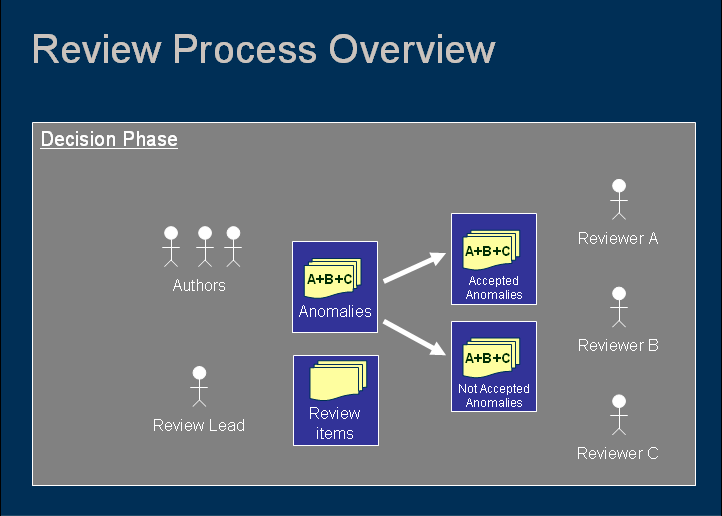 Review Process Overview
Decision Phase
Authors
Review Lead
A+B+C
Anomalies
Review
items
A+B+C
Accepted
Anomalies
A+B+C
Not Accepted
Anomalies
Reviewer A
Reviewer B
Reviewer C